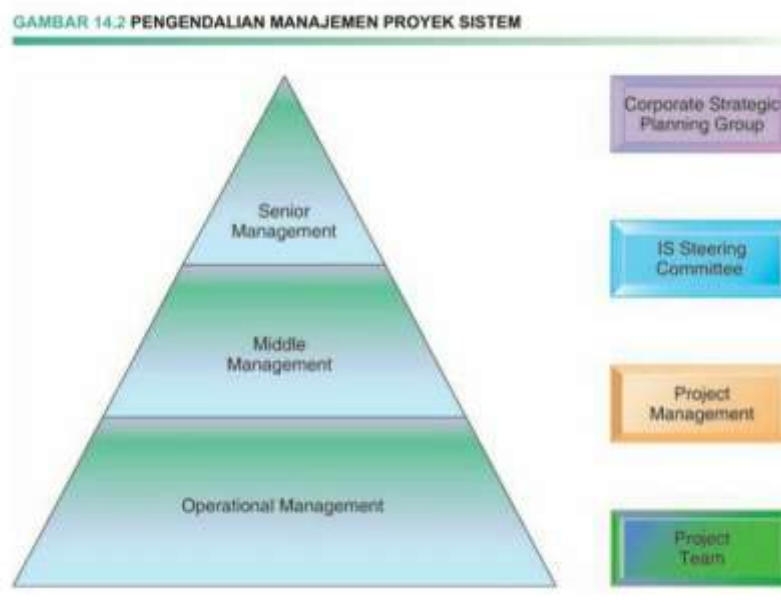 GAMBAR 14.2 PENGENDALIAN MANAJEMEN PROYEK SISTEM
Senior
Management
Middle
Management
Operational Management
Corporate Strategic
Planning Group
IS Steering
Committee
Project
Management
Project
Team